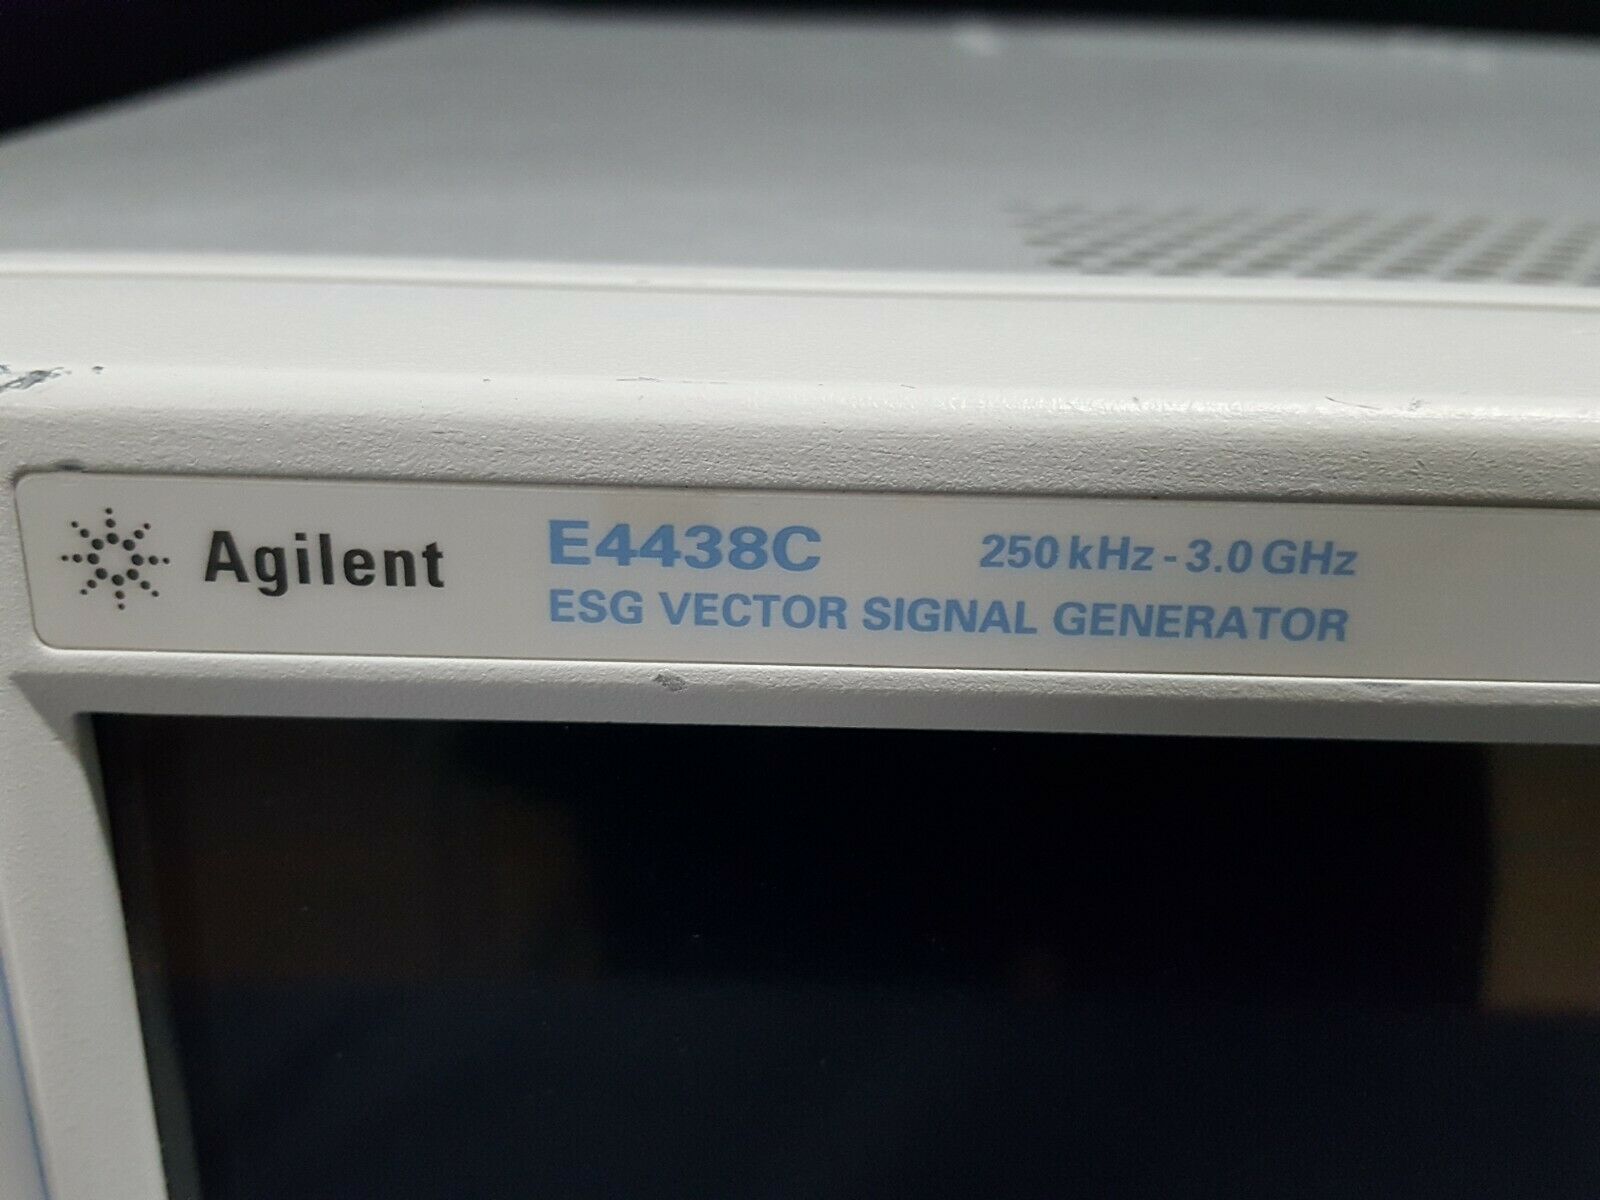 Agilent
E4438C 250 kHz - 3.0 GHz
ESG VECTOR SIGNAL GENERATOR